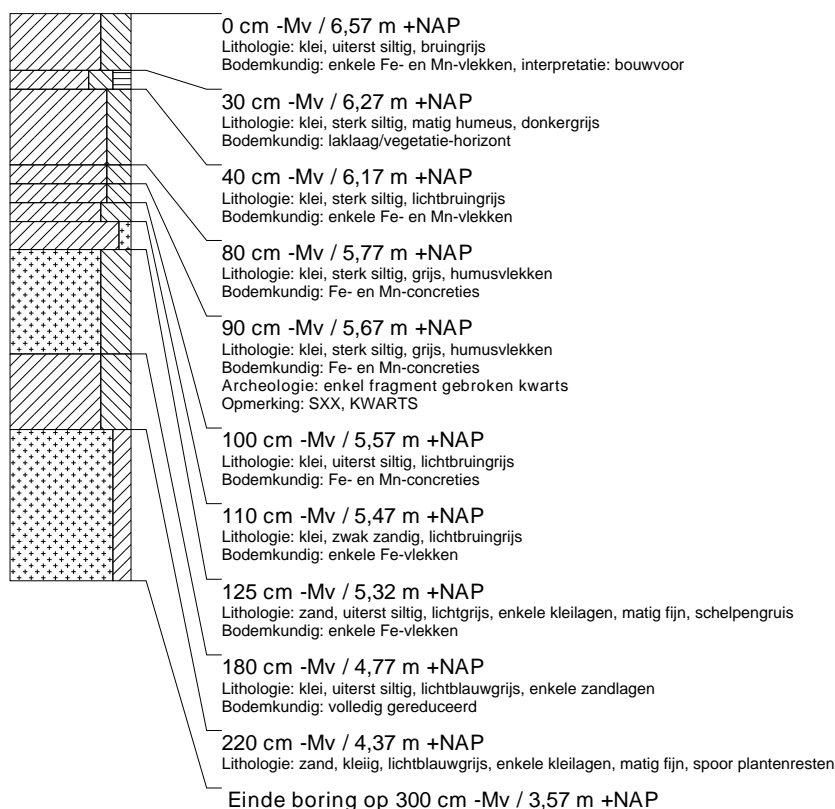 0 cm -Mv / 6,57 m +NAP
Lithologie: klei, uiterst siltig, bruingrijs
Bodemkundig: enkele Fe- en Mn-vlekken, interpretatie: bouwvoor
30 cm -Mv / 6,27 m +NAP
Lithologie: klei, sterk siltig, matig humeus, donkergrijs
Bodemkundig: laklaag/vegetatie-horizont
40 cm -Mv / 6,17 m +NAP
Lithologie: klei, sterk siltig, lichtbruingrijs
Bodemkundig: enkele Fe- en Mn-vlekken
80 cm -Mv / 5,77 m +NAP
Lithologie: klei, sterk siltig, grijs, humusvlekken
Bodemkundig: Fe- en Mn-concreties
90 cm -Mv / 5,67 m +NAP
Lithologie: klei, sterk siltig, grijs, humusvlekken
Bodemkundig: Fe- en Mn-concreties
Archeologie: enkel fragment gebroken kwarts
Opmerking: SXX, KWARTS
100 cm -Mv / 5,57 m +NAP
Lithologie: klei, uiterst siltig, lichtbruingrijs
Bodemkundig: Fe- en Mn-concreties
110 cm -Mv / 5,47 m +NAP
Lithologie: klei, zwak zandig, lichtbruingrijs
Bodemkundig: enkele Fe-vlekken
125 cm -Mv / 5,32 m +NAP
Lithologie: zand, uiterst siltig, lichtgrijs, enkele kleilagen, matig fijn, schelpengruis
Bodemkundig: enkele Fe-vlekken
180 cm -Mv / 4,77 m +NAP
Lithologie: klei, uiterst siltig, lichtblauwgrijs, enkele zandlagen
Bodemkundig: volledig gereduceerd
220 cm -Mv / 4,37 m +NAP
Lithologie: zand, kleiig, lichtblauwgrijs, enkele kleilagen, matig fijn, spoor plantenresten
Einde boring op 300 cm -Mv / 3,57 m +NAP